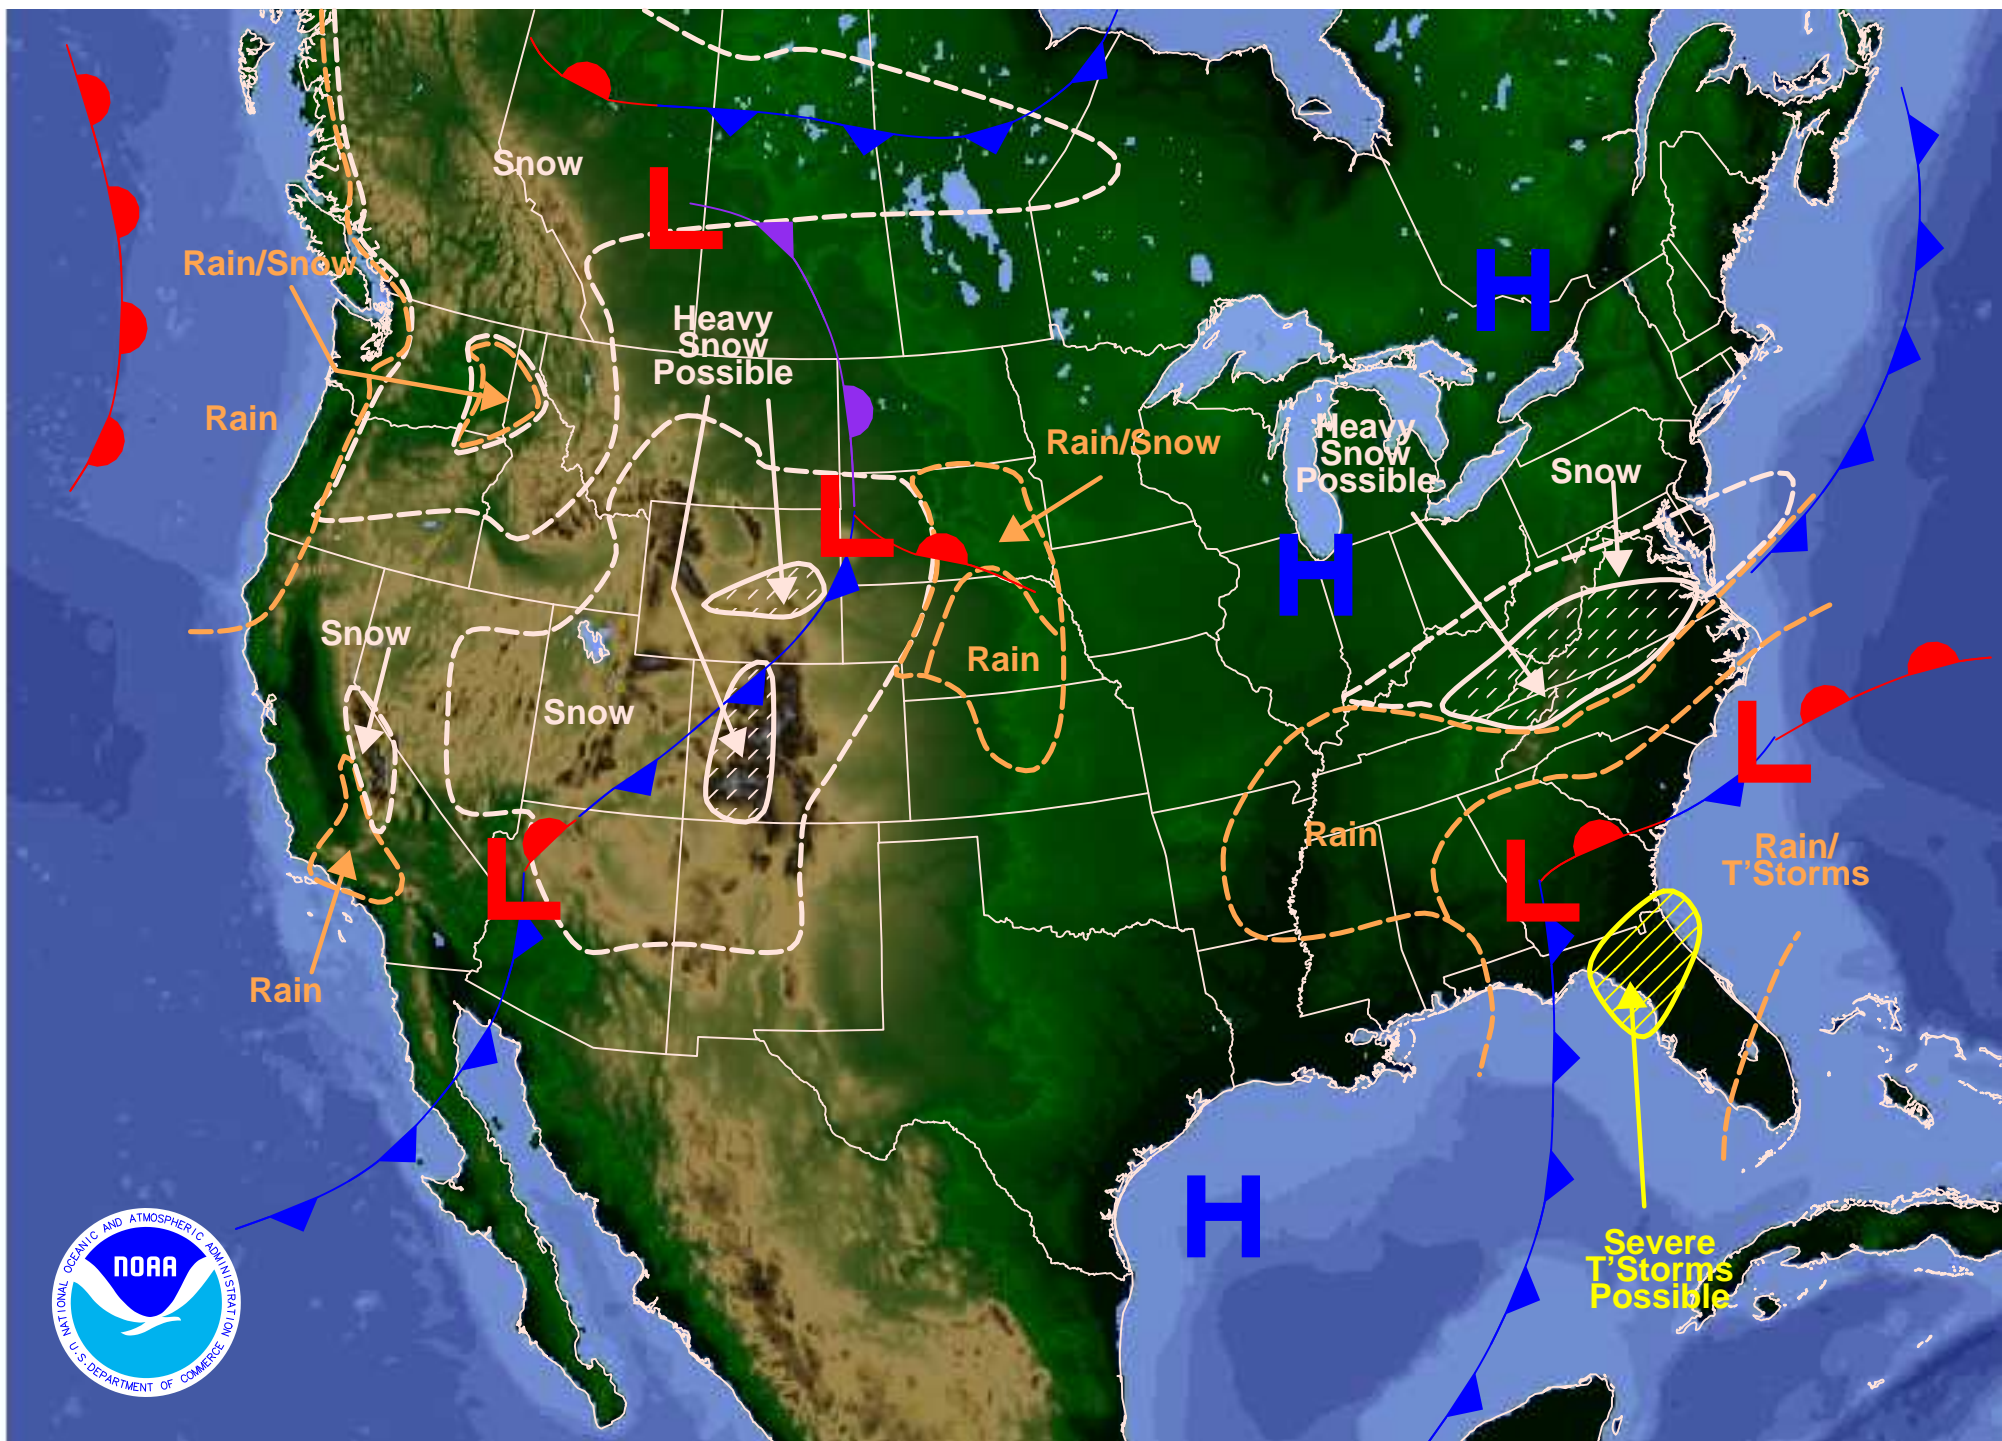 Snow
L
Rain/Snow
H
Heavy
Snow
Possible
Rain
Rain/Snow
Heavy
Snow
Possible
Snow
L
H
Snow
Rain
Snow
L
Rain
Rain/
T'Storms
L
L
Rain
H
Severe
T'Storms
Possible
NATIONAL OCEANIC AND ATMOSPHERIC ADMINISTRATION
NOAA
U.S. DEPARTMENT OF COMMERCE